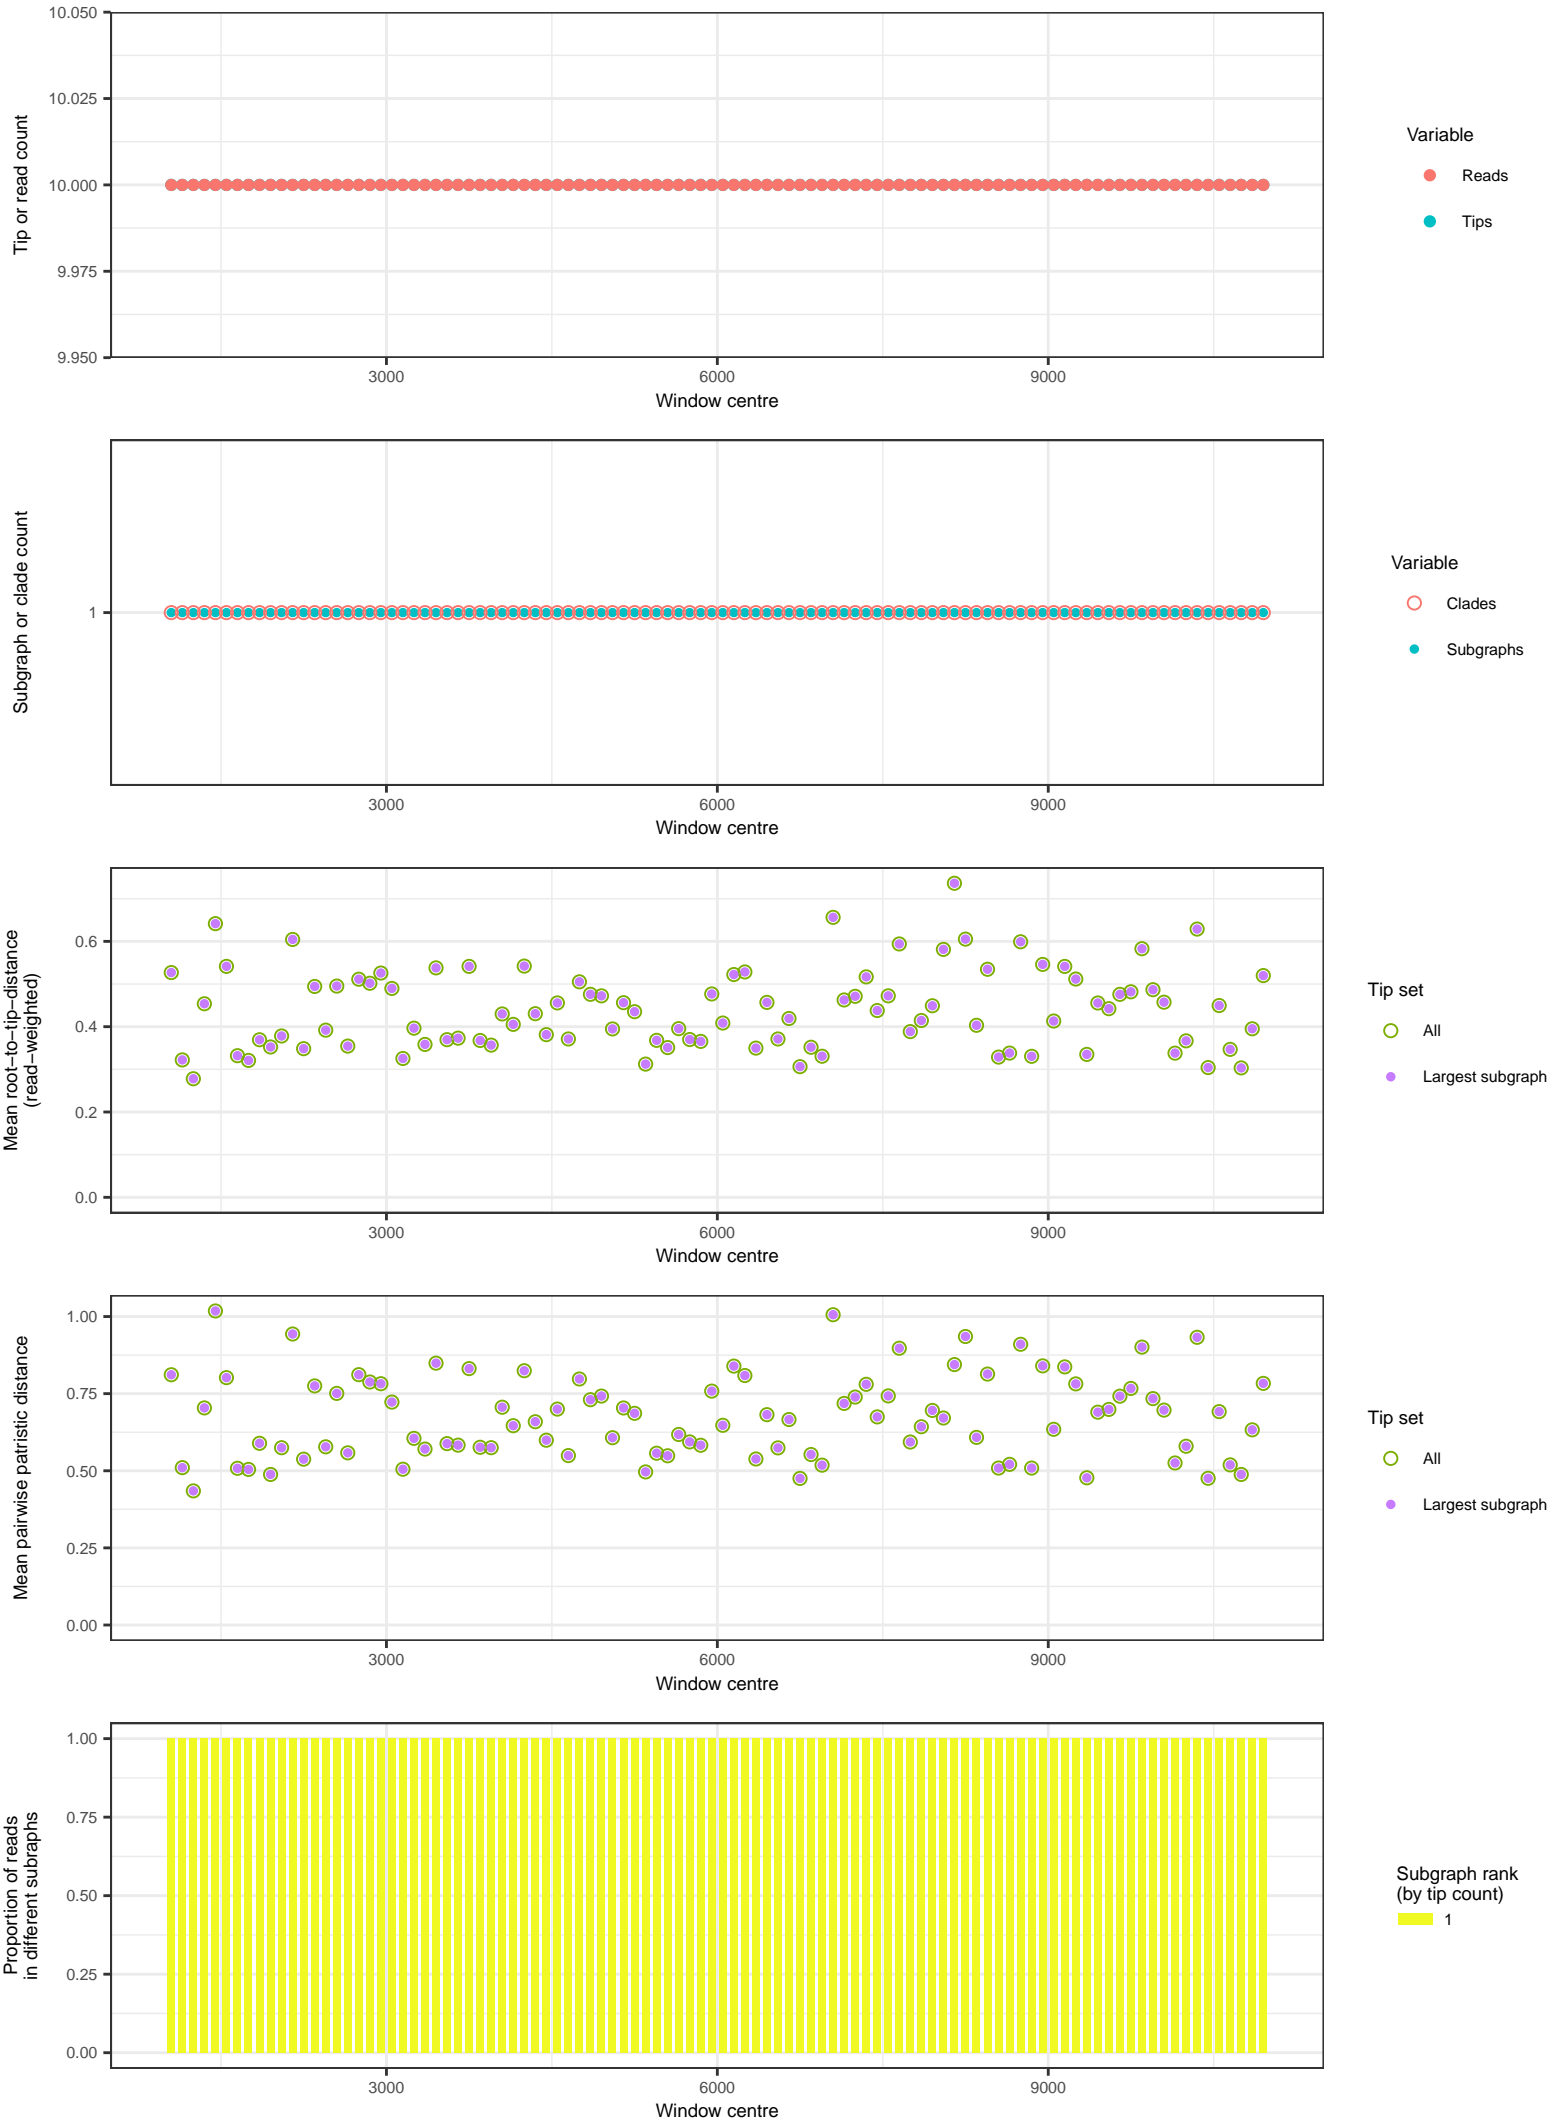 10.050
10.025
10.000
9.975
9.950
Tip or read count
3000
6000
9000
Window centre
Variable
Reads
Tips
1
Subgraph or clade count
3000
6000
9000
Window centre
Variable
Clades
Subgraphs
0.6
0.4
0.2
0.0
Mean root−to−tip−distance
(read−weighted)
3000
6000
9000
Window centre
Tip set
All
Largest subgraph
1.00
0.75
0.50
0.25
0.00
Mean pairwise patristic distance
3000
6000
9000
Window centre
Tip set
All
Largest subgraph
1.00
0.75
0.50
0.25
0.00
Proportion of reads
in different subraphs
3000
6000
9000
Window centre
Subgraph rank
(by tip count)
1